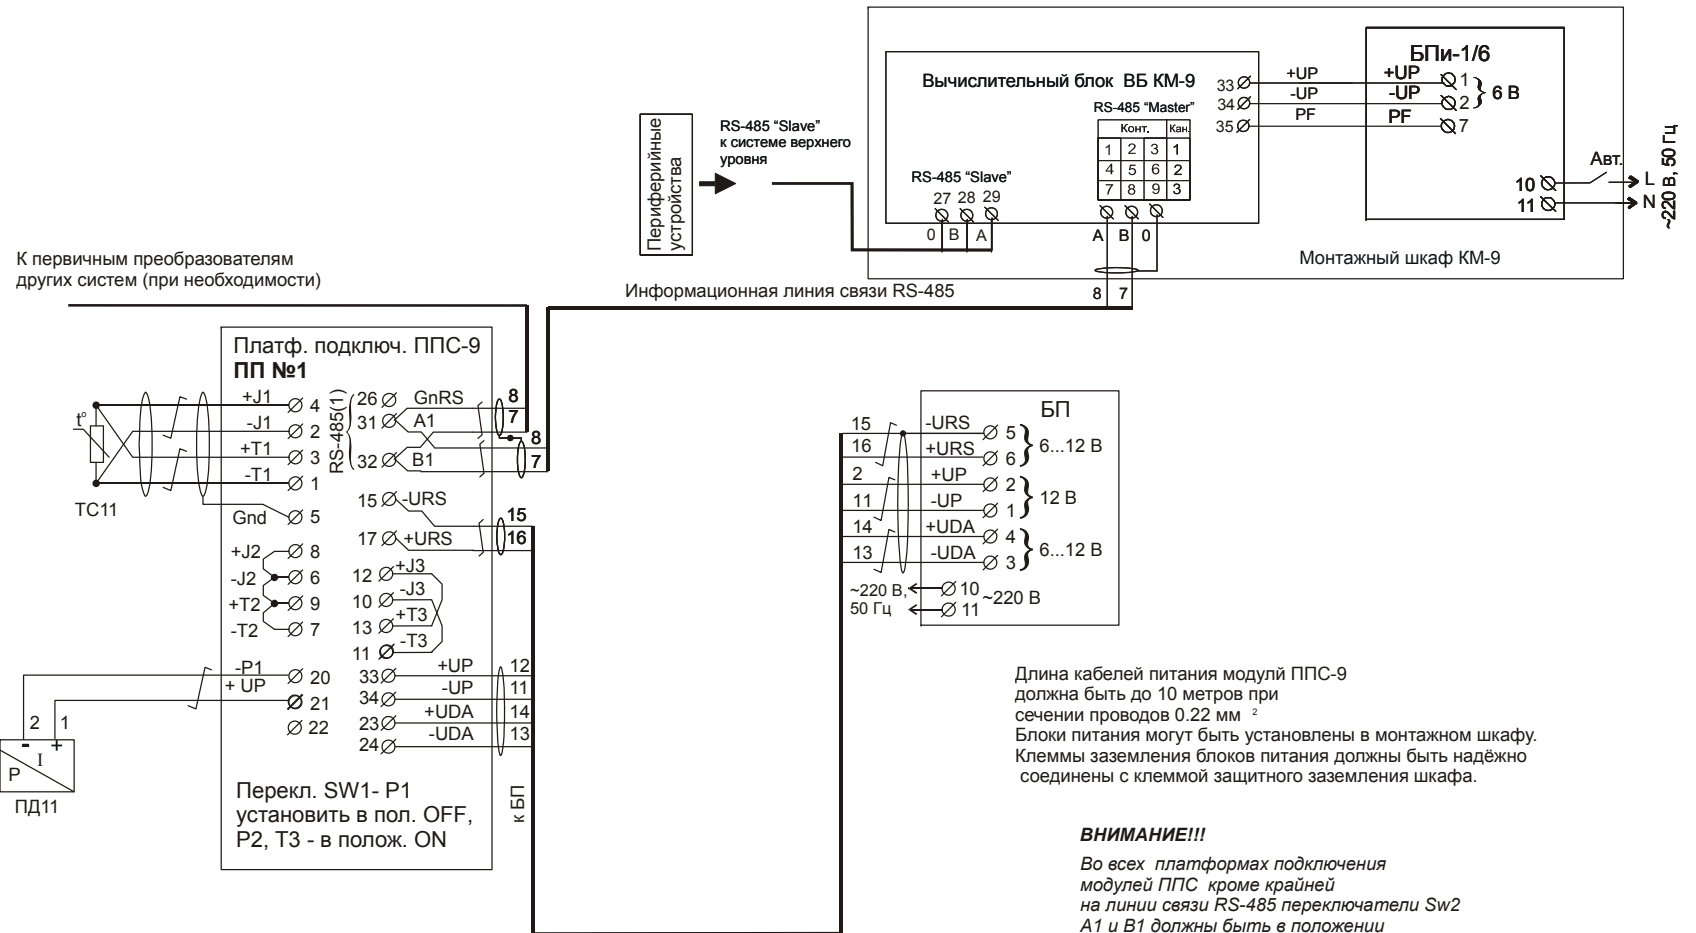 БПи-1/6
Вычислительный блок ВБ КМ-9
RS-485 "Master"
Конт. Кан.
1 2 3 1
4 5 6 2
7 8 9 3
33 +UP +UP 1
34 -UP -UP 2
35 PF PF 7
6 В
Авт.
10 L
11 N
~220 В, 50 Гц
Периферийные
устройства
RS-485 "Slave"
к системе верхнего
уровня
RS-485 "Slave"
27 28 29
0 В А
А В 0
8 7
Монтажный шкаф КМ-9
Информационная линия связи RS-485
К первичным преобразователям
других систем (при необходимости)
Платф. подключ. ППС-9
ПП №1
tº
ТС11
+J1 4
-J1 2
+T1 3
-T1 1
Gnd 5
+J2 8
-J2 6
+T2 9
-T2 7
-P1 20
+ UP 21
22
2 1
- +
I
P
ПД11
RS-485(1)
26 GnRS 8
31 A1 7
8
32 B1 7
15 -URS 15
17 +URS 16
12 +J3
10 -J3
13 +T3
11 -T3
33 +UP 12
34 -UP 11
23 +UDA 14
24 -UDA 13
к БП
Перекл. SW1- P1
установить в пол. OFF,
P2, T3 - в полож. ON
БП
15 -URS 5
16 +URS 6
6...12 В
2 +UP 2
11 -UP 1
12 В
14 +UDA 4
13 -UDA 3
6...12 В
~220 В, 10
50 Гц 11
~220 В
Длина кабелей питания модулй ППС-9
должна быть до 10 метров при
сечении проводов 0.22 мм ²
Блоки питания могут быть установлены в монтажном шкафу.
Клеммы заземления блоков питания должны быть надёжно
соединены с клеммой защитного заземления шкафа.
ВНИМАНИЕ!!!
Во всех платформах подключения
модулей ППС кроме крайней
на линии связи RS-485 переключатели Sw2
А1 и В1 должны быть в положении